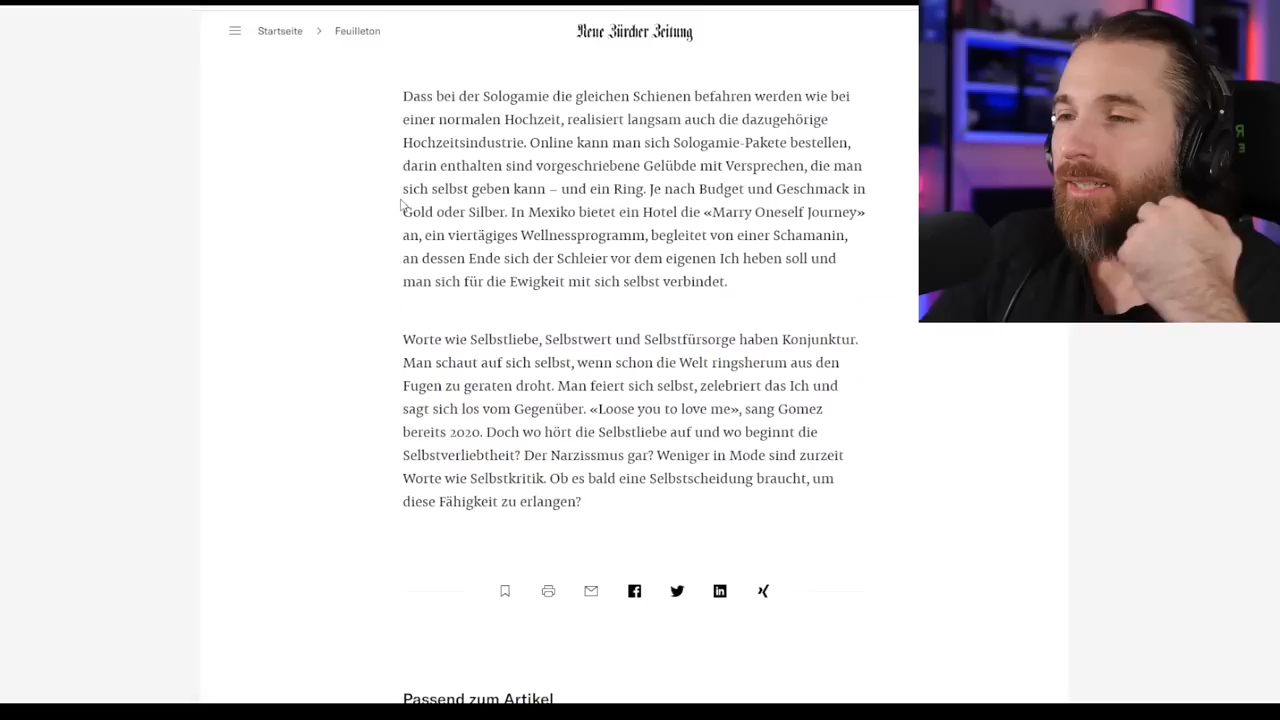 Startseite > Feuilleton
Neue Zürcher Zeitung
Dass bei der Sologamie die gleichen Schienen befahren werden wie bei
einer normalen Hochzeit, realisiert langsam auch die dazugehörige
Hochzeitsindustrie. Online kann man sich Sologamie-Pakete bestellen,
darin enthalten sind vorgeschriebene Gelübde mit Versprechen, die man
sich selbst geben kann – und ein Ring. Je nach Budget und Geschmack in
Gold oder Silber. In Mexiko bietet ein Hotel die «Marry Oneself Journey»
an, ein viertägiges Wellnessprogramm, begleitet von einer Schamanin,
an dessen Ende sich der Schleier vor dem eigenen Ich heben soll und
man sich für die Ewigkeit mit sich selbst verbindet.
Worte wie Selbstliebe, Selbstwert und Selbstfürsorge haben Konjunktur.
Man schaut auf sich selbst, wenn schon die Welt ringsherum aus den
Fugen zu geraten droht. Man feiert sich selbst, zelebriert das Ich und
sagt sich los vom Gegenüber. «Loose you to love me», sang Gomez
bereits 2020. Doch wo hört die Selbstliebe auf und wo beginnt die
Selbstverliebtheit? Der Narzissmus gar? Weniger in Mode sind zurzeit
Worte wie Selbstkritik. Ob es bald eine Selbstscheidung braucht, um
diese Fähigkeit zu erlangen?
Passend zum Artikel